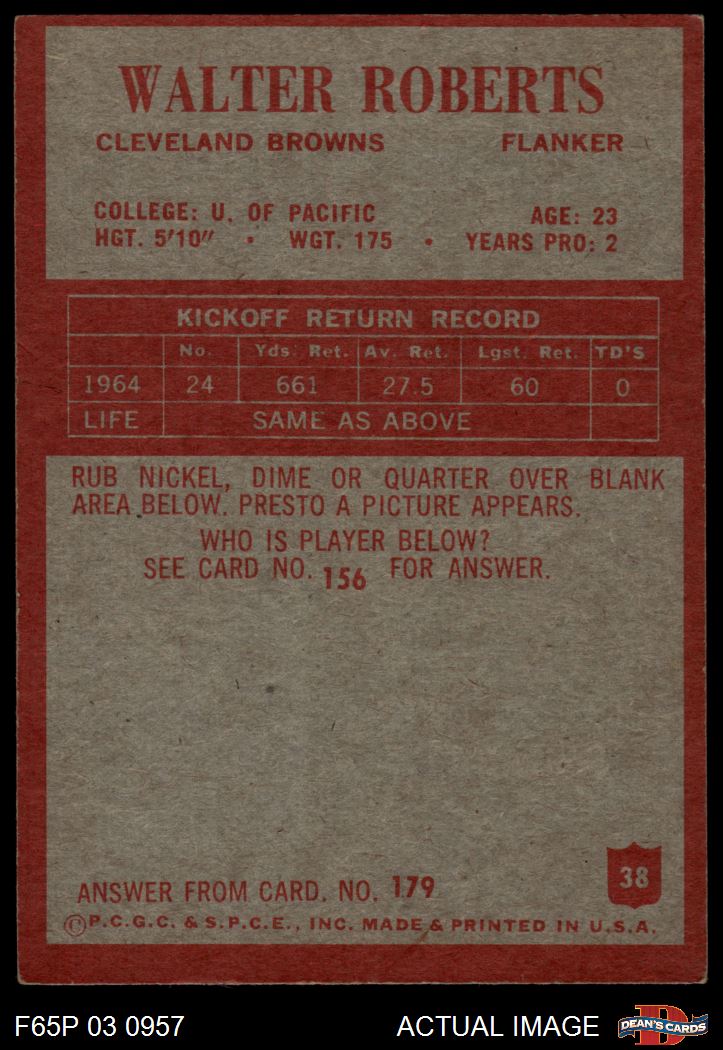 WALTER ROBERTS
CLEVELAND BROWNS FLANKER
COLLEGE: U. OF PACIFIC AGE: 23
HGT. 5'10" • WGT. 175 • YEARS PRO: 2
KICKOFF RETURN RECORD
No. Yds. Ret. Av. Ret. Lgst. Ret. TD'S
1964 24 661 27.5 60 0
LIFE SAME AS ABOVE
RUB NICKEL, DIME OR QUARTER OVER BLANK
AREA BELOW. PRESTO A PICTURE APPEARS.
WHO IS PLAYER BELOW?
SEE CARD NO. 156 FOR ANSWER.
38
ANSWER FROM CARD. NO. 179
©P.C.G.C. & S.P.C.E., INC. MADE & PRINTED IN U.S.A.
F65P 03 0957 ACTUAL IMAGE D DEAN'S CARDS